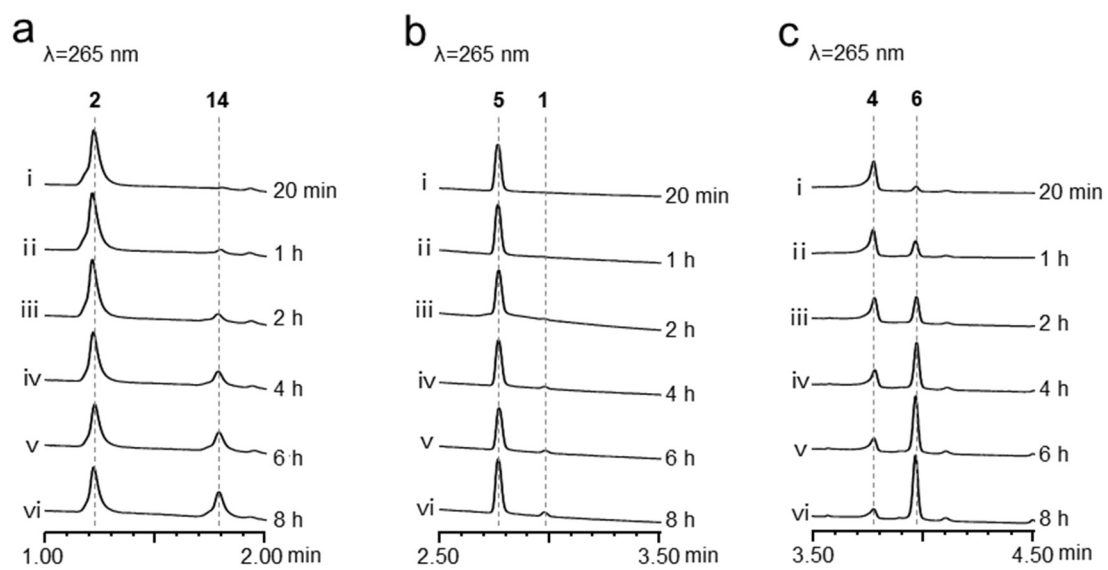 a
λ=265 nm
2 14
i 20 min
ii 1 h
iii 2 h
iv 4 h
v 6 h
vi 8 h
1.00 2.00 min
b
λ=265 nm
5 1
i 20 min
ii 1 h
iii 2 h
iv 4 h
v 6 h
vi 8 h
2.50 3.50 min
c
λ=265 nm
4 6
i 20 min
ii 1 h
iii 2 h
iv 4 h
v 6 h
vi 8 h
3.50 4.50 min